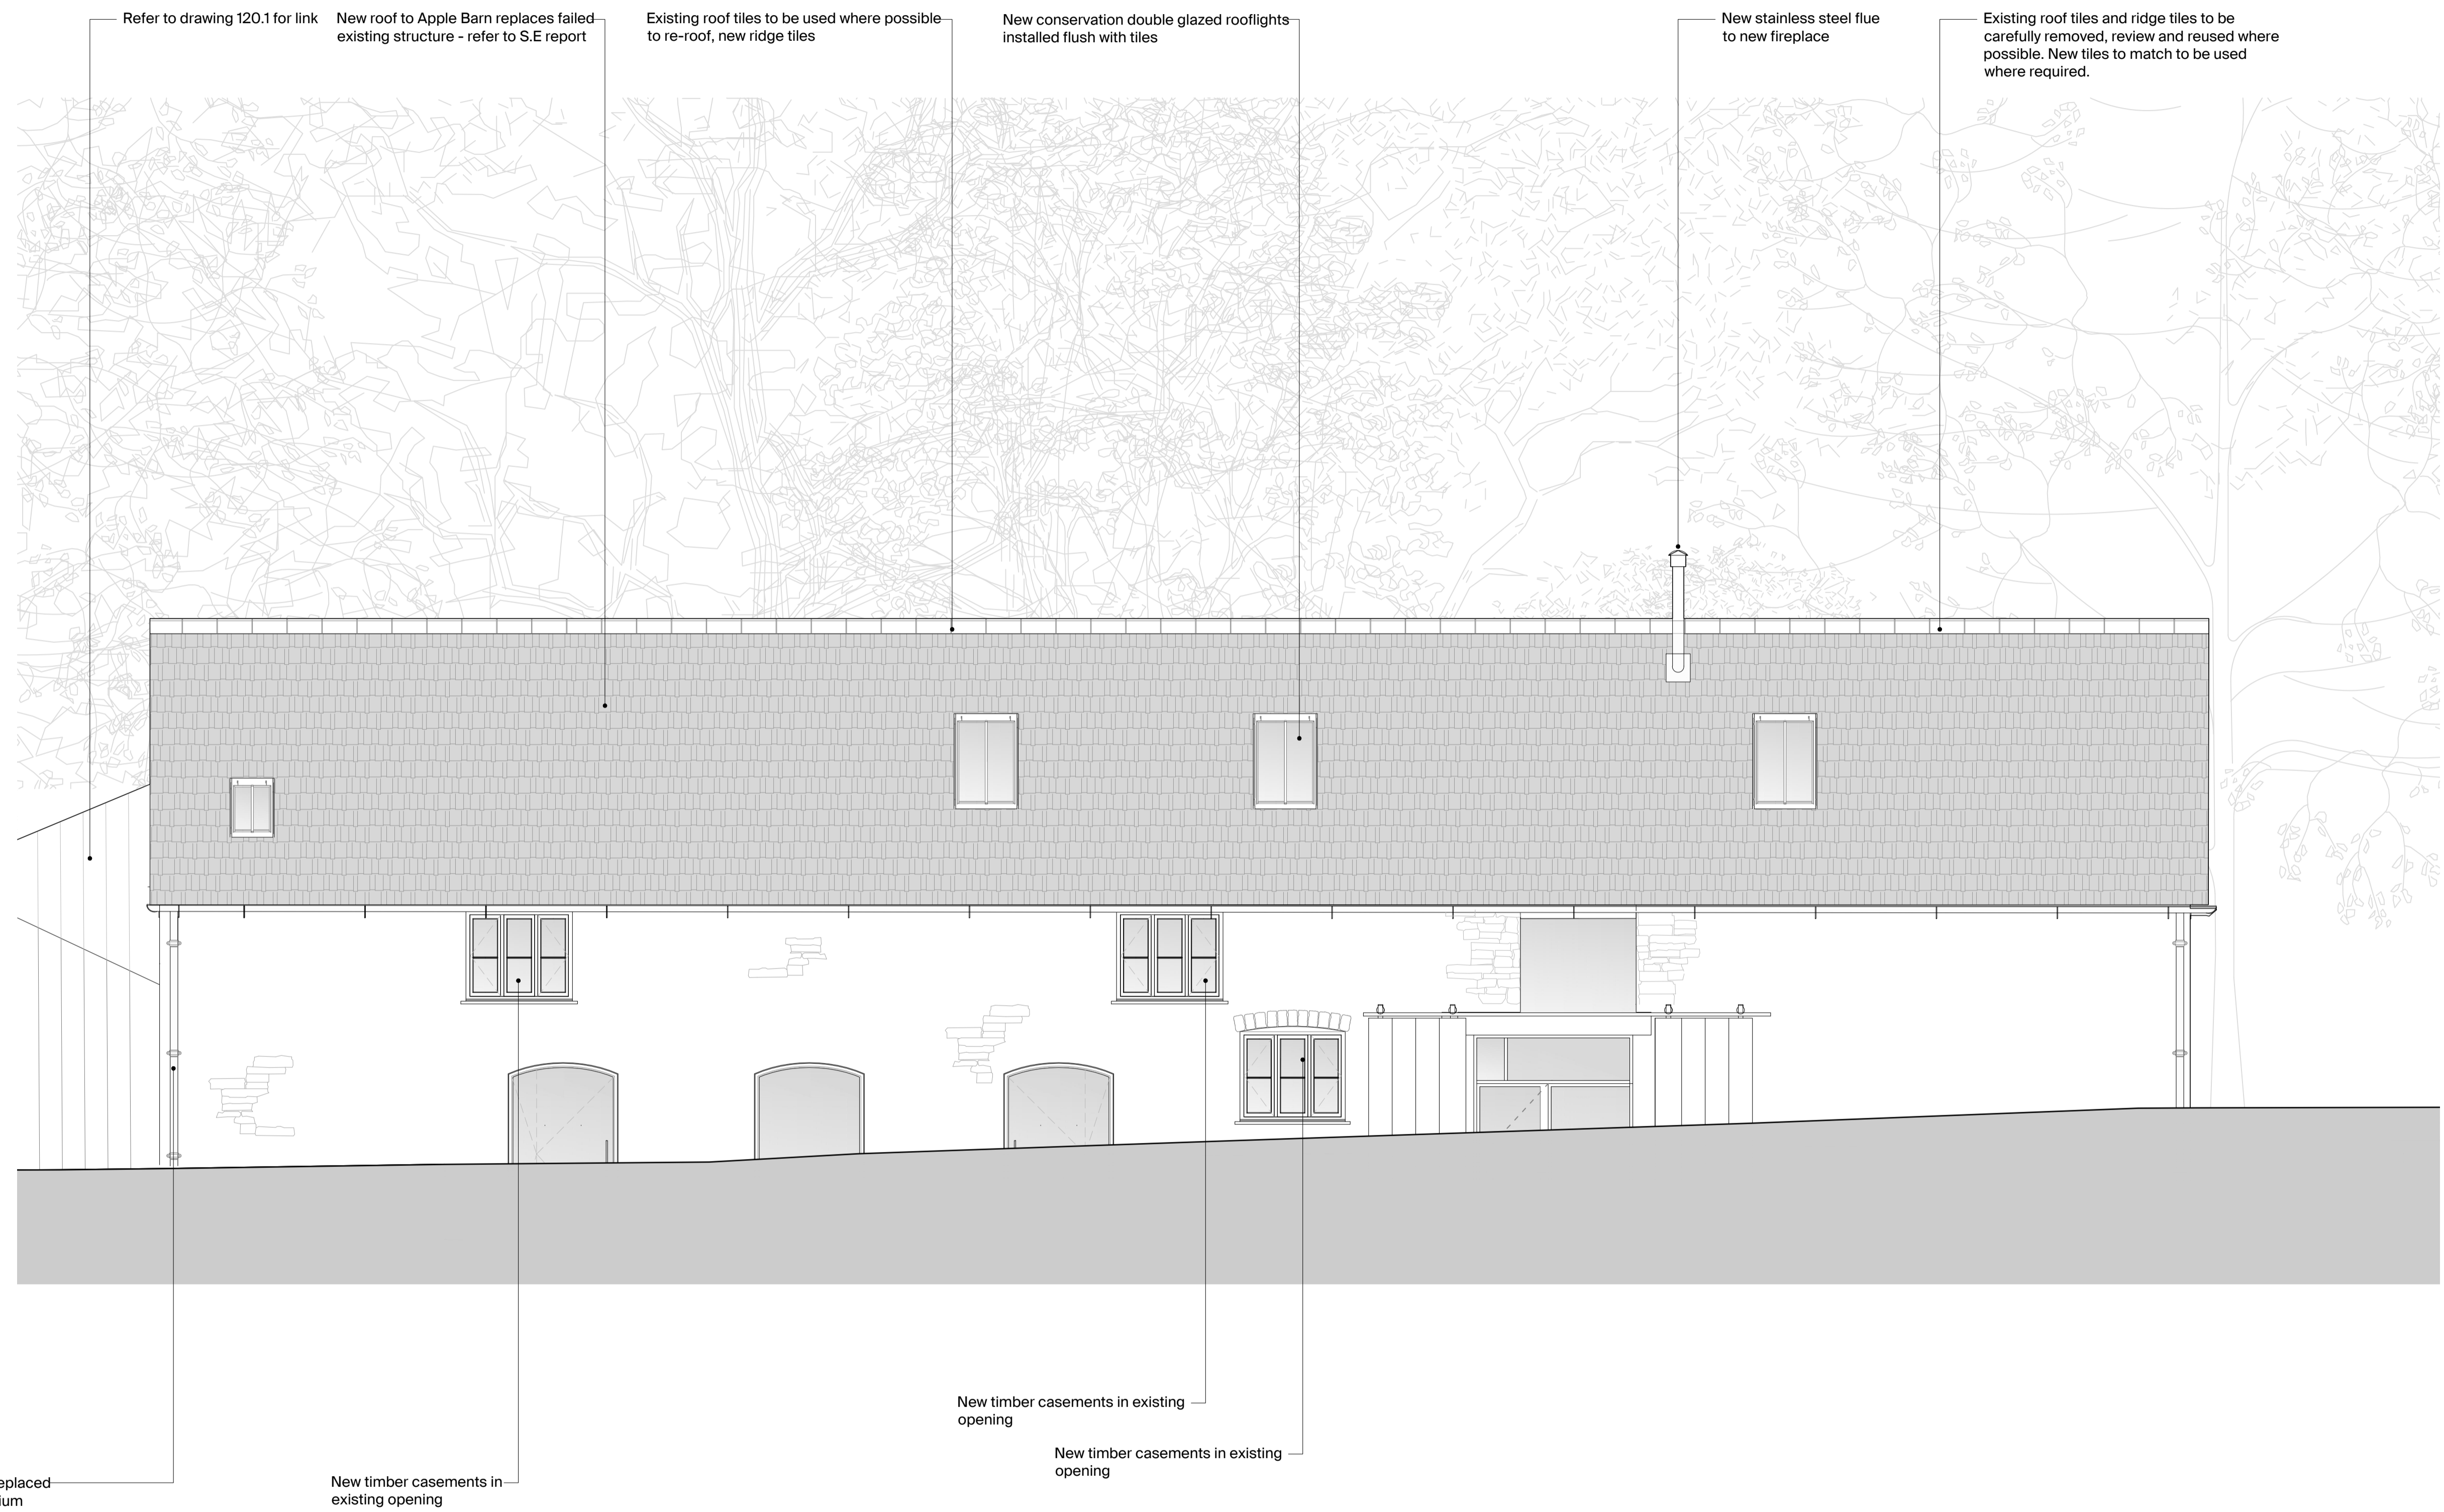 Refer to drawing 120.1 for link
New roof to Apple Barn replaces failed
existing structure - refer to S.E report
Existing roof tiles to be used where possible
to re-roof, new ridge tiles
New conservation double glazed rooflights
installed flush with tiles
New stainless steel flue
to new fireplace
Existing roof tiles and ridge tiles to be
carefully removed, review and reused where
possible. New tiles to match to be used
where required.
New timber casements in existing
opening
New timber casements in existing
opening
New timber casements in
existing opening